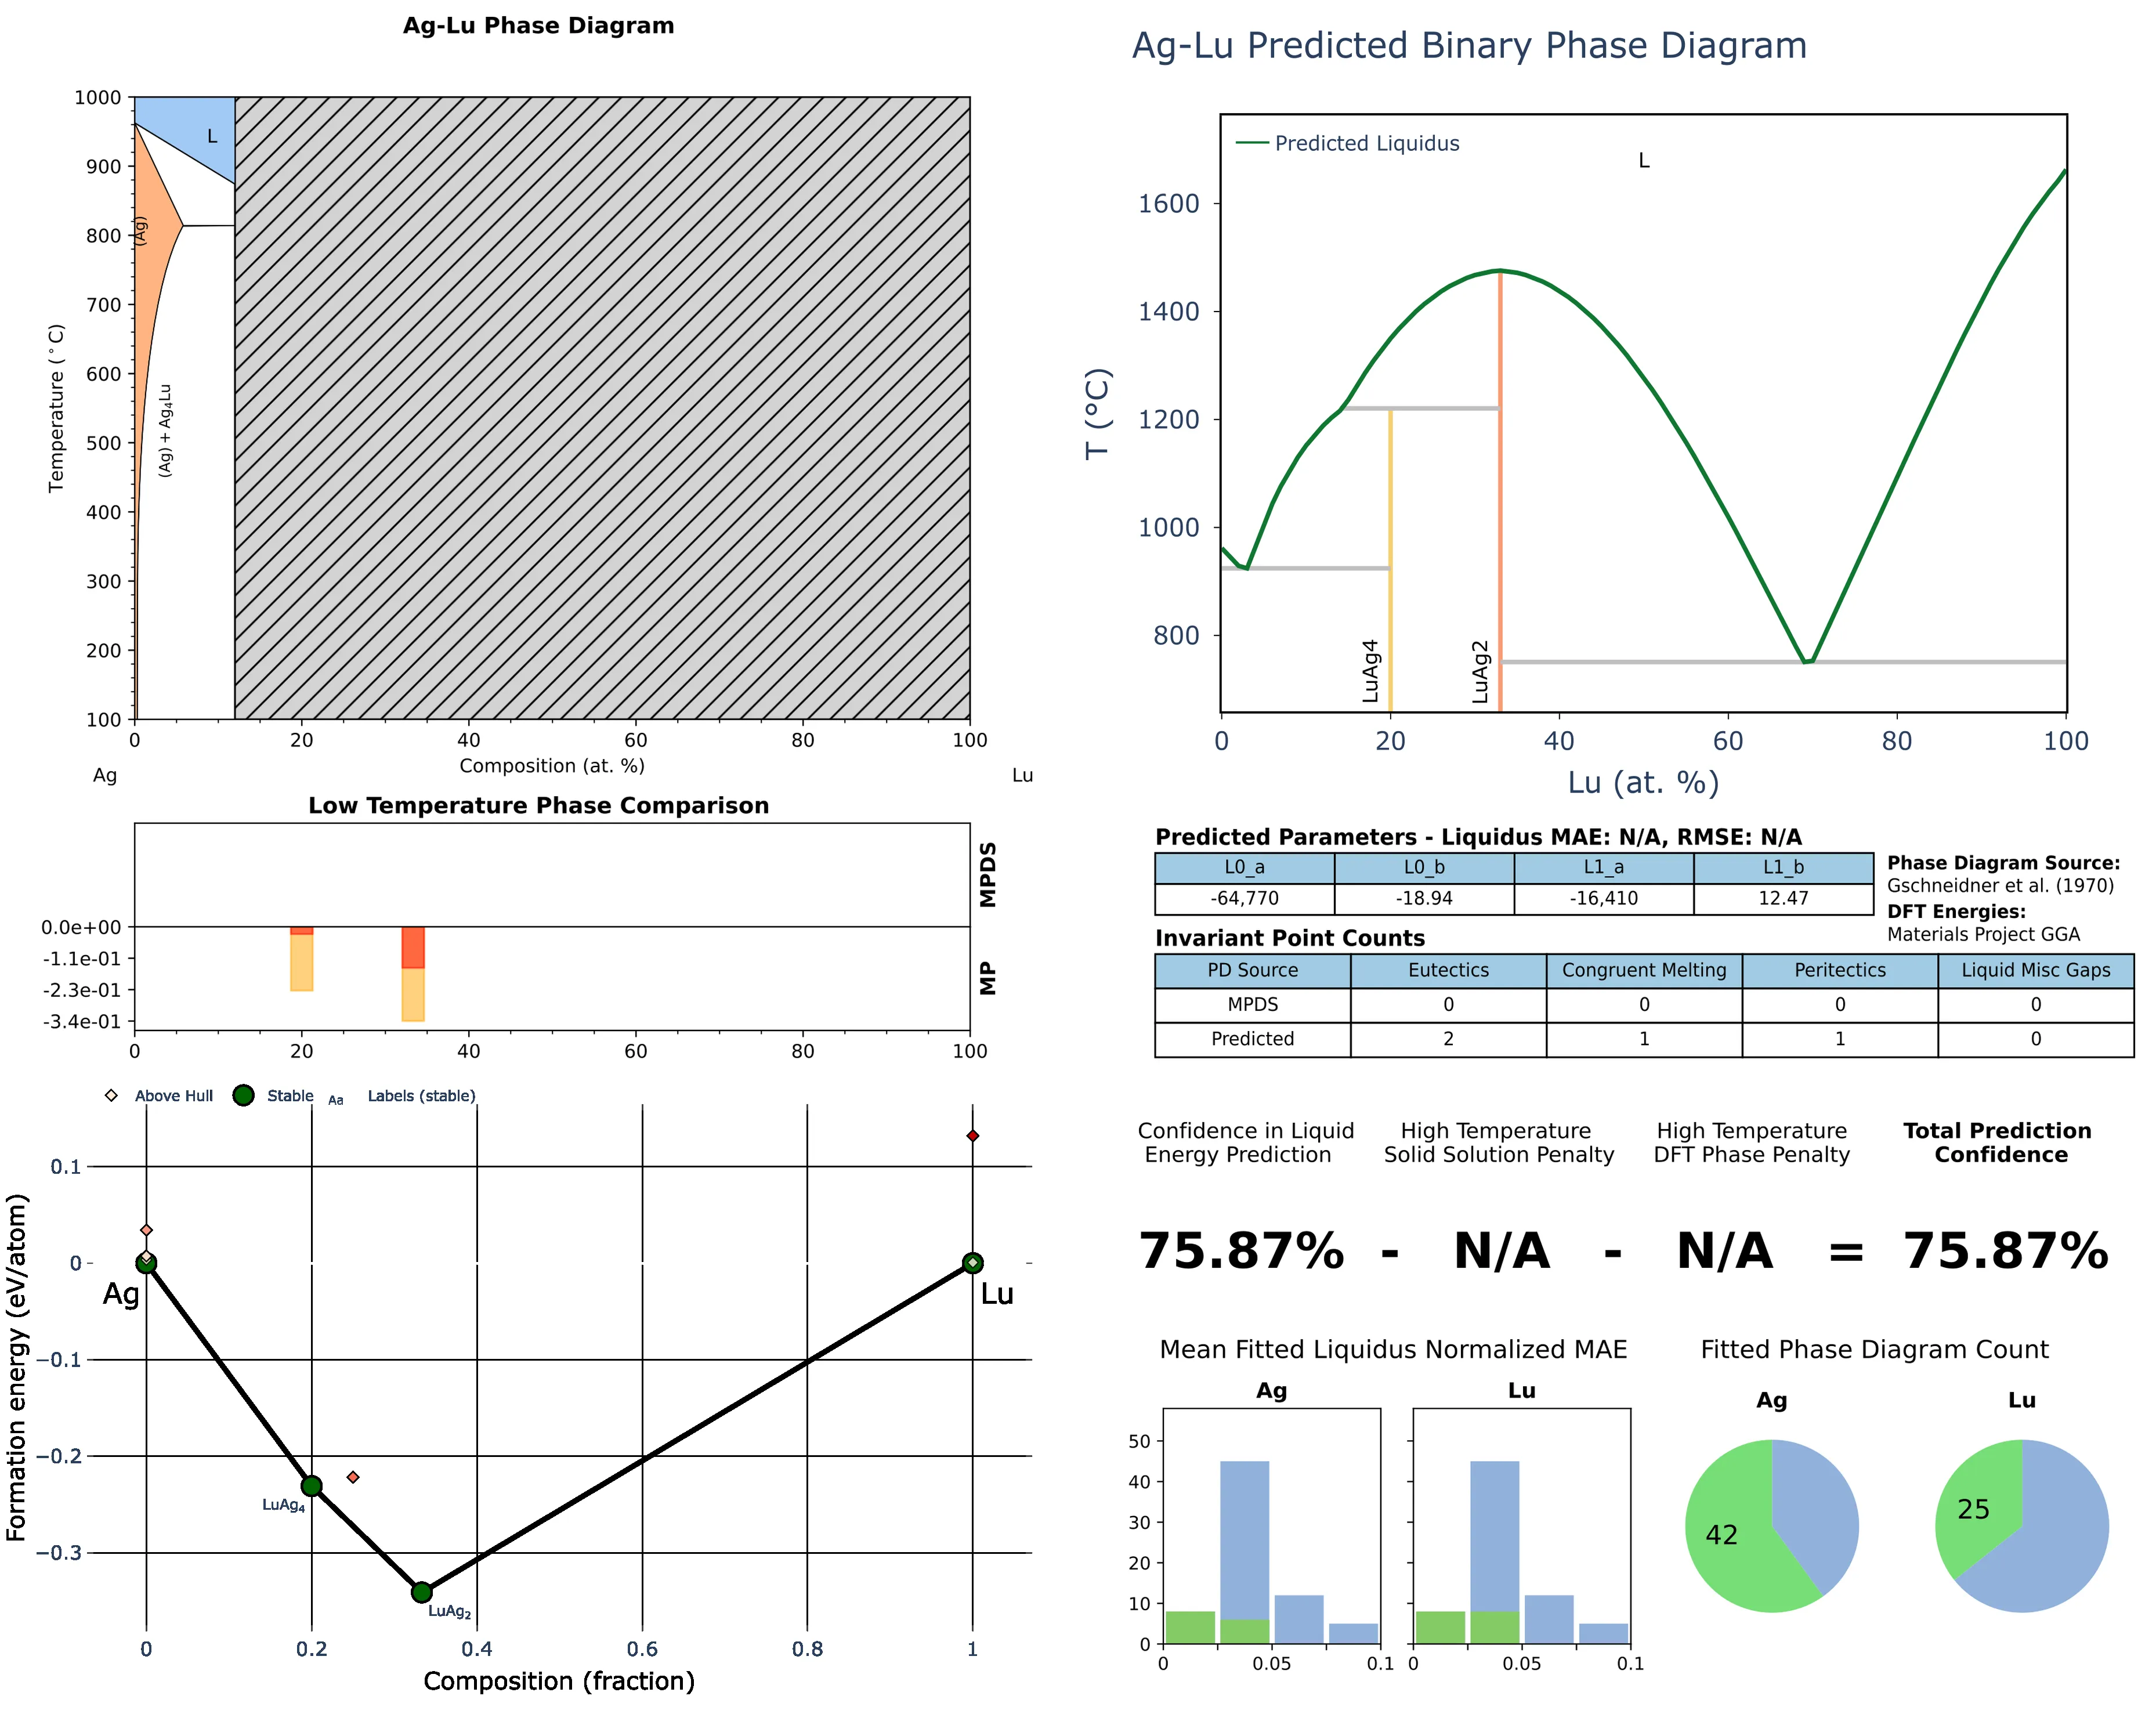 Ag-Lu Phase Diagram
1000
900
800
700
600
500
400
300
200
100
Temperature (°C)
L
(Ag)
(Ag) + Ag₄Lu
0 20 40 60 80 100
Composition (at. %)
Ag Lu
Low Temperature Phase Comparison
MPDS
MP
0.0e+00
-1.1e-01
-2.3e-01
-3.4e-01
0 20 40 60 80 100
Above Hull Stable Aa Labels (stable)
0.1
0
−0.1
−0.2
−0.3
Formation energy (eV/atom)
Ag
Lu
LuAg₄
LuAg₂
0 0.2 0.4 0.6 0.8 1
Composition (fraction)
Ag-Lu Predicted Binary Phase Diagram
Predicted Liquidus
L
1600
1400
1200
1000
800
T (°C)
LuAg4
LuAg2
0 20 40 60 80 100
Lu (at. %)
Predicted Parameters - Liquidus MAE: N/A, RMSE: N/A
L0_a L0_b L1_a L1_b
-64,770 -18.94 -16,410 12.47
Phase Diagram Source:
Gschneidner et al. (1970)
DFT Energies:
Materials Project GGA
Invariant Point Counts
PD Source Eutectics Congruent Melting Peritectics Liquid Misc Gaps
MPDS 0 0 0 0
Predicted 2 1 1 0
Confidence in Liquid
Energy Prediction
High Temperature
Solid Solution Penalty
High Temperature
DFT Phase Penalty
Total Prediction
Confidence
75.87% - N/A - N/A = 75.87%
Mean Fitted Liquidus Normalized MAE
Ag
Lu
50
40
30
20
10
0
0 0.05 0.1
0 0.05 0.1
Fitted Phase Diagram Count
Ag
Lu
42
25